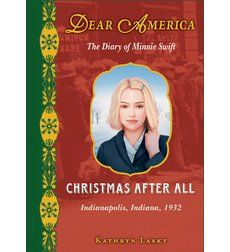 DEAR AMERICA
The Diary of Minnie Swift
CHRISTMAS AFTER ALL
Indianapolis, Indiana, 1932
KATHRYN LASKY